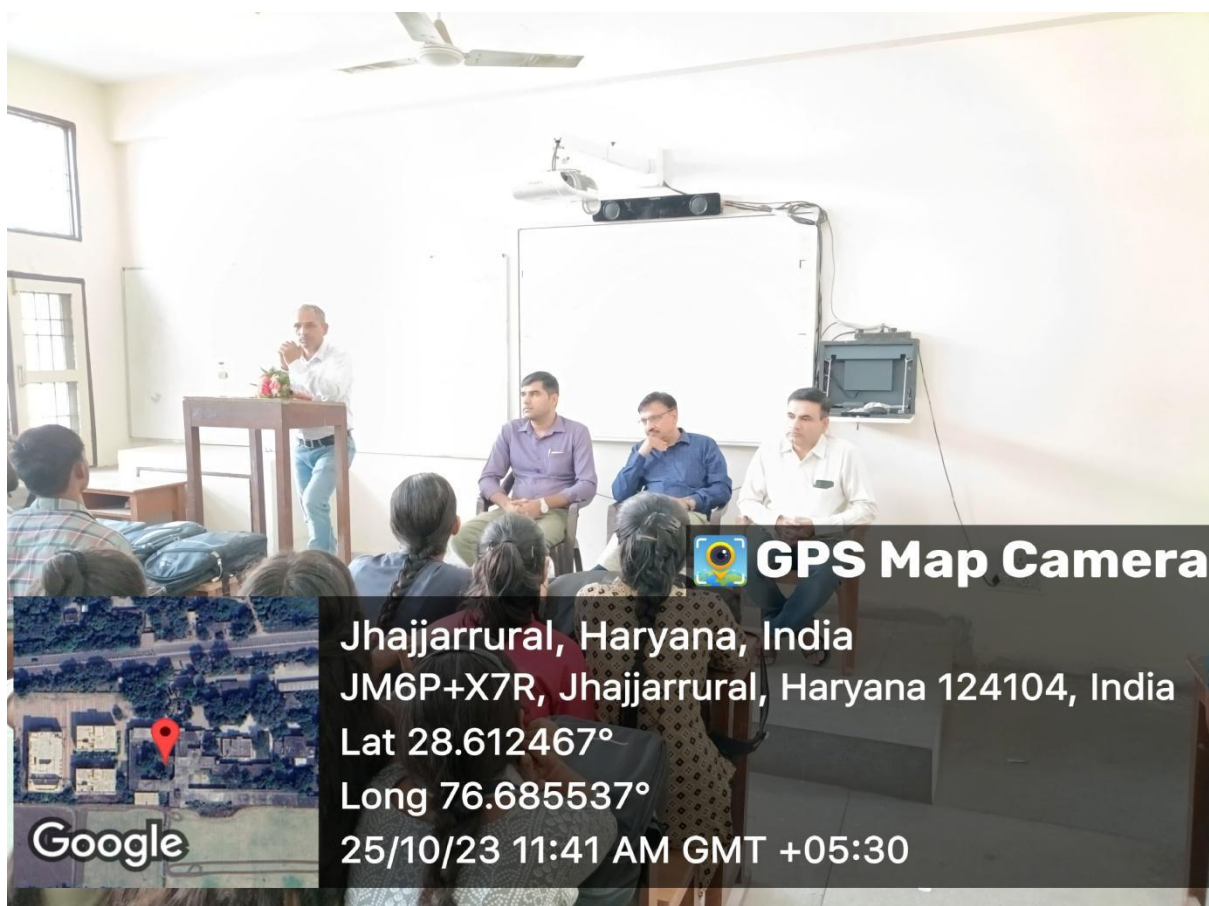 GPS Map Camera
Jhajjarrural, Haryana, India
JM6P+X7R, Jhajjarrural, Haryana 124104, India
Lat 28.612467°
Long 76.685537°
25/10/23 11:41 AM GMT +05:30
Google